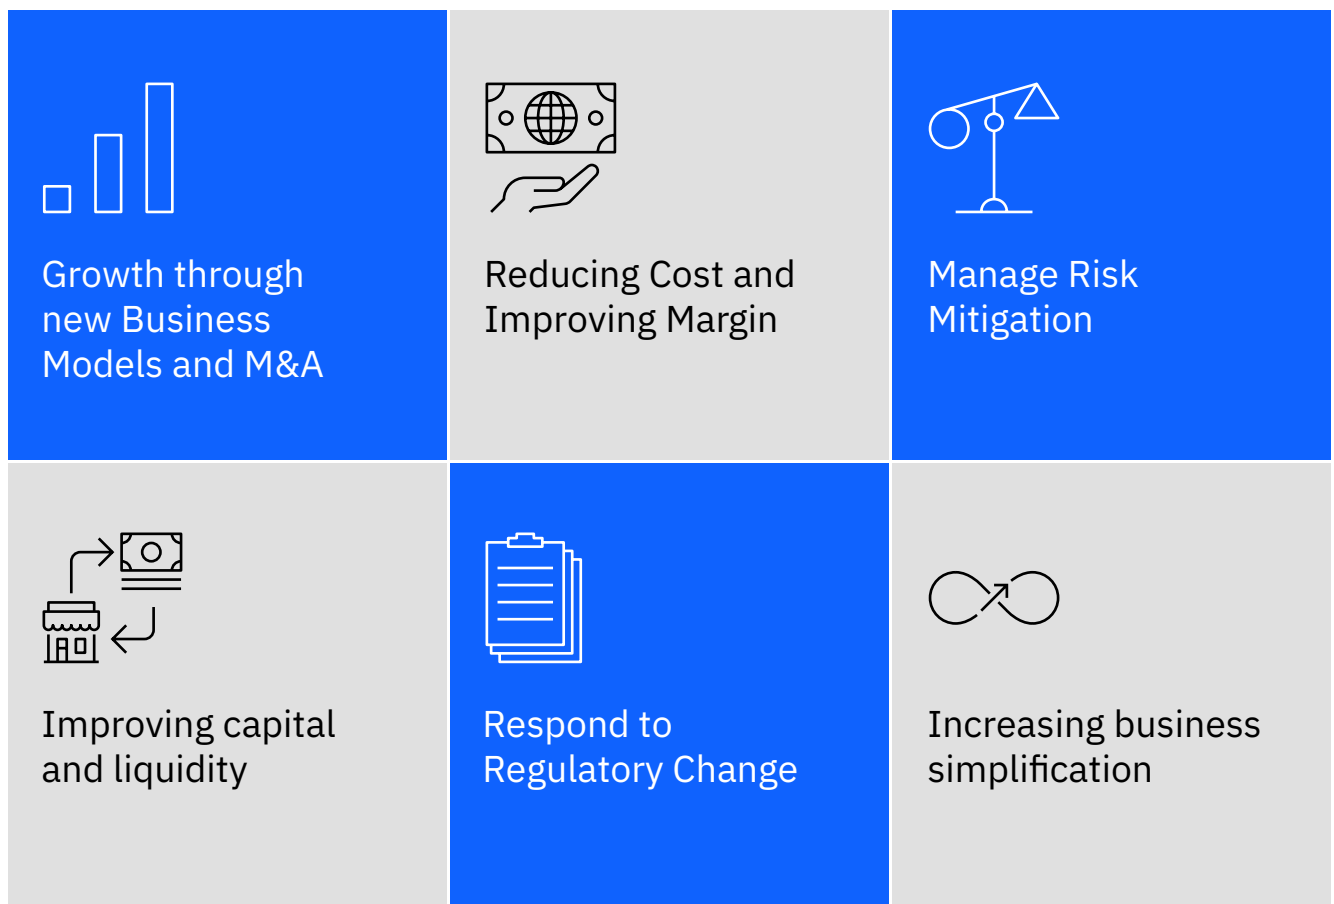 Growth through
new Business
Models and M&A
Reducing Cost and
Improving Margin
Manage Risk
Mitigation
Improving capital
and liquidity
Respond to
Regulatory Change
Increasing business
simplification